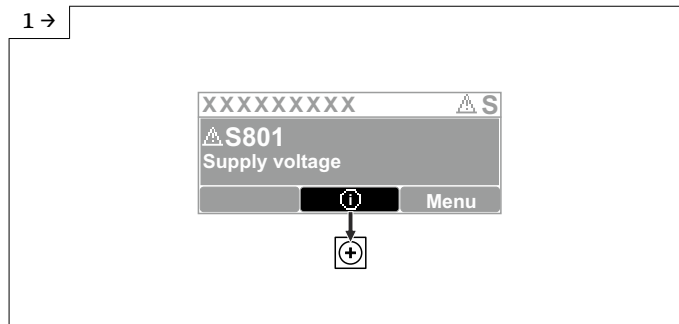 1 →
XXXXXXXXX ⚠ S
⚠S801
Supply voltage
ⓘ Menu
+